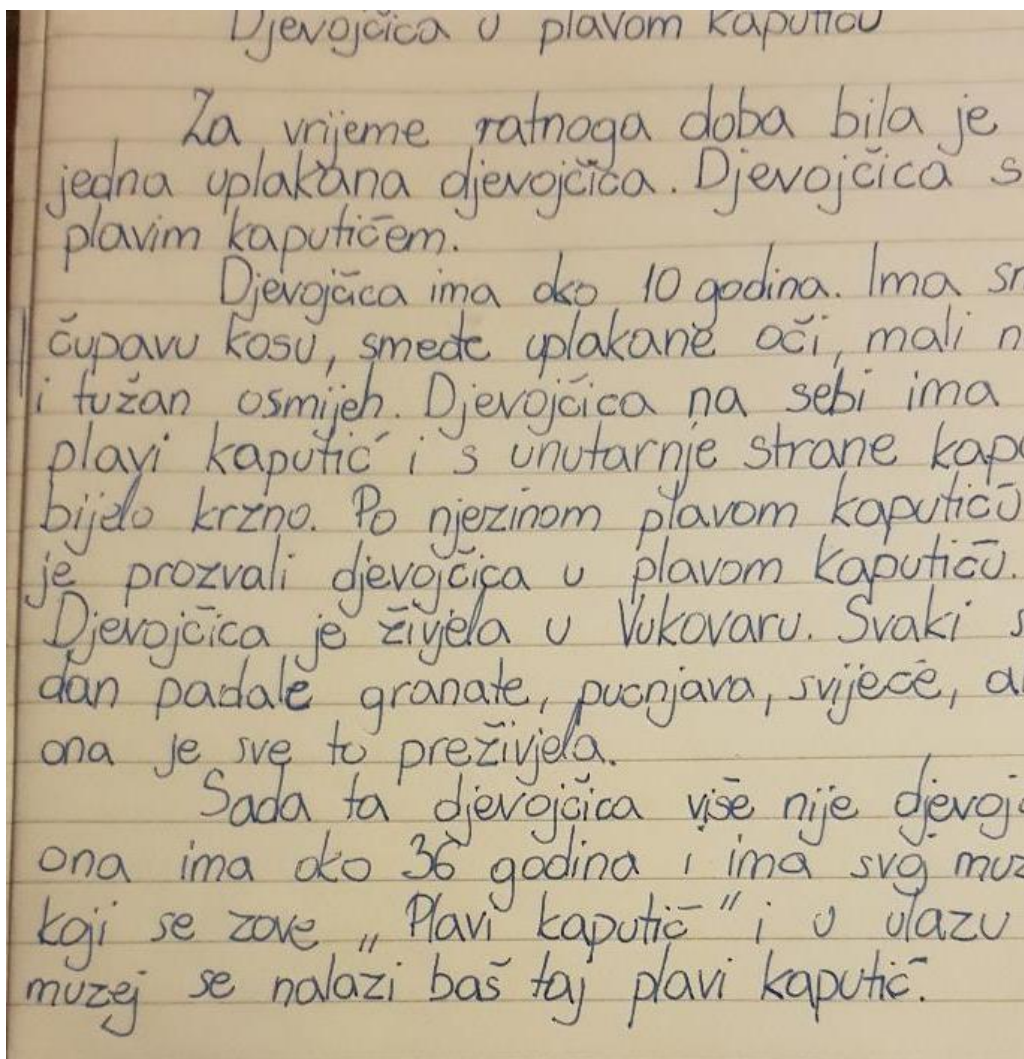 Djevojčica u plavom kaputiću
Za vrijeme ratnoga doba bila je
jedna uplakana djevojčica. Djevojčica s
plavim kaputićem.
Djevojčica ima oko 10 godina. Ima
čupavu kosu, smeđe uplakane oči, mali
i tužan osmijeh. Djevojčica na sebi ima
plavi kaputić i s unutarnje strane
bijelo krzno. Po njezinom plavom kaputiću
je prozvali djevojčica u plavom kaputiću.
Djevojčica je živjela u Vukovaru. Svaki
dan padale granate, pucnjava, svijeće,
ona je sve to preživjela.
Sada ta djevojčica više nije
ona ima oko 36 godina i ima svoj
koji se zove „Plavi kaputić" i u ulazu
muzej se nalazi baš taj plavi kaputić.